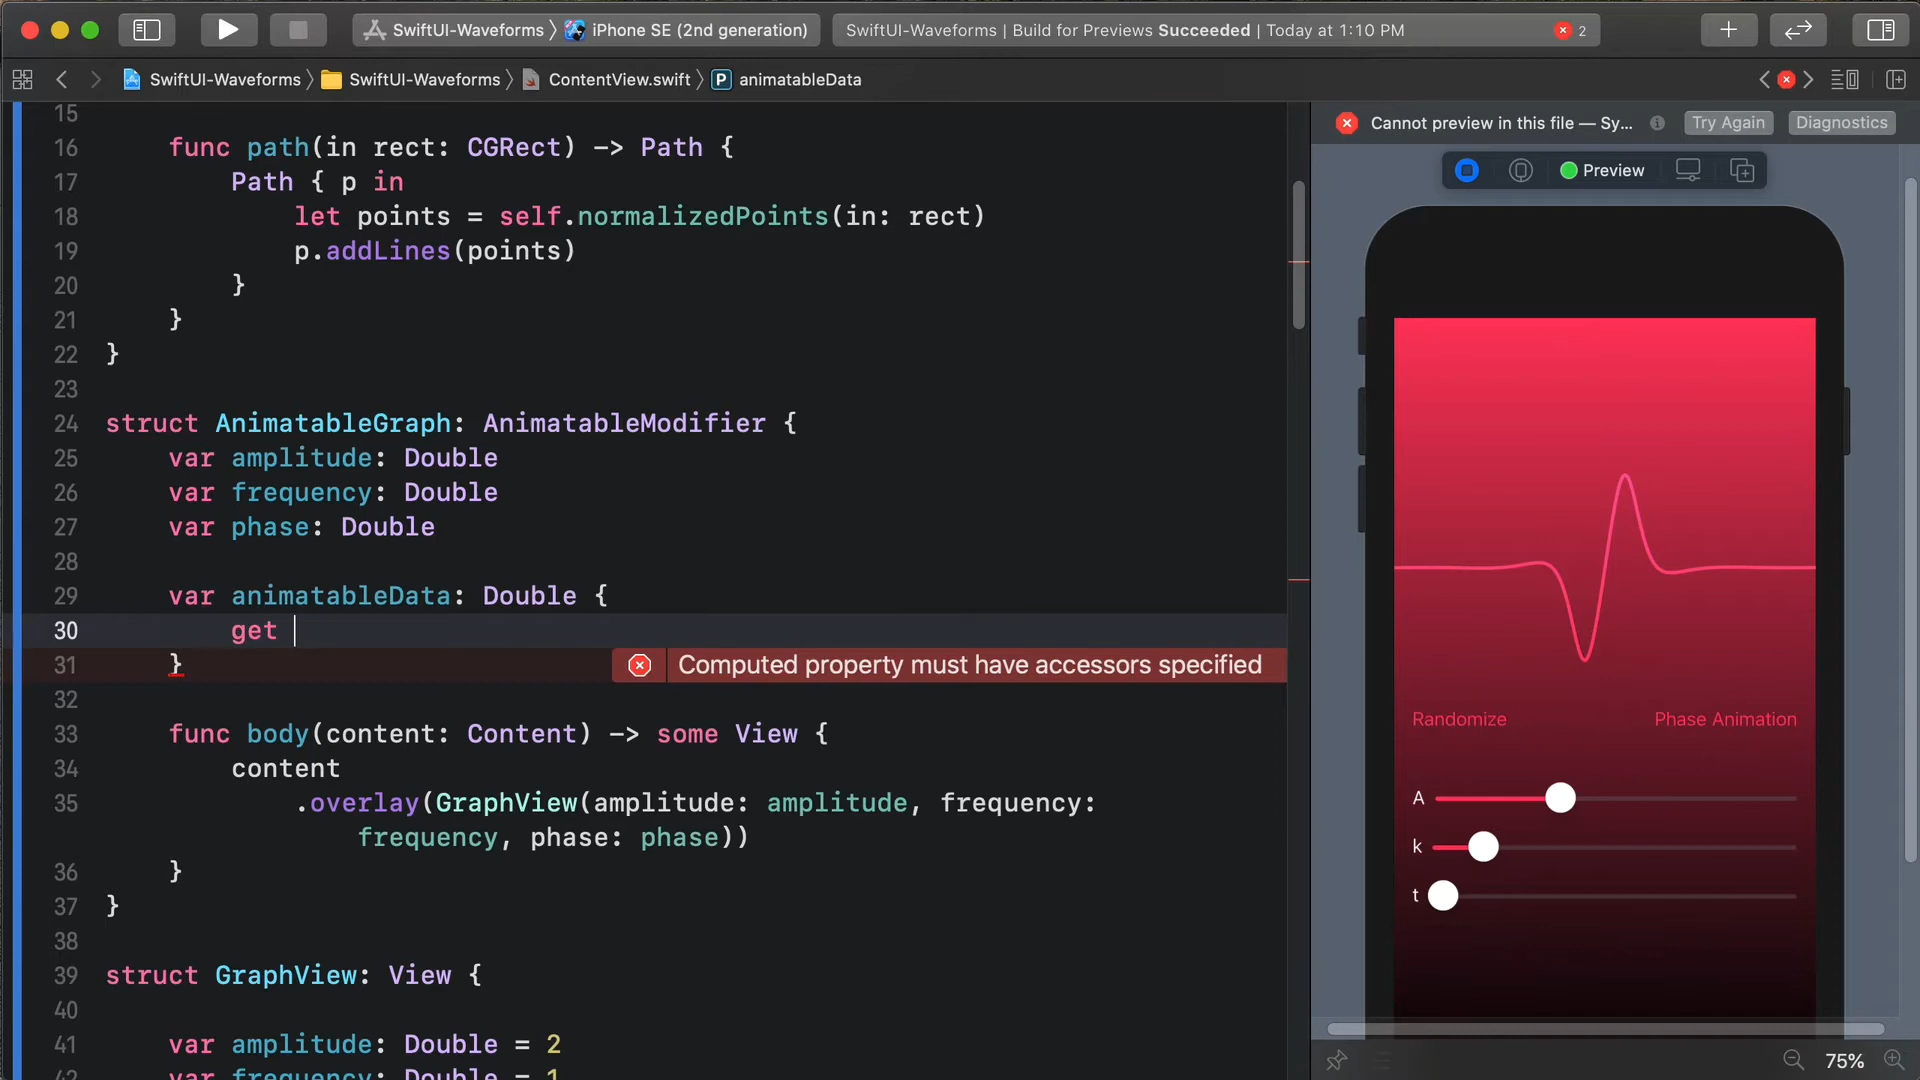 SwiftUI-Waveforms 〉 iPhone SE (2nd generation)
SwiftUI-Waveforms | Build for Previews Succeeded | Today at 1:10 PM
2
SwiftUI-Waveforms 〉 SwiftUI-Waveforms 〉 ContentView.swift 〉 P animatableData
15
16 func path(in rect: CGRect) -> Path {
17 Path { p in
18 let points = self.normalizedPoints(in: rect)
19 p.addLines(points)
20 }
21 }
22 }
23
24 struct AnimatableGraph: AnimatableModifier {
25 var amplitude: Double
26 var frequency: Double
27 var phase: Double
28
29 var animatableData: Double {
30 get
31 } Computed property must have accessors specified
32
33 func body(content: Content) -> some View {
34 content
35 .overlay(GraphView(amplitude: amplitude, frequency:
frequency, phase: phase))
36 }
37 }
38
39 struct GraphView: View {
40
41 var amplitude: Double = 2
42 var frequency: Double = 1
Cannot preview in this file — Sy...
Try Again
Diagnostics
Preview
Randomize
Phase Animation
A
k
t
75%